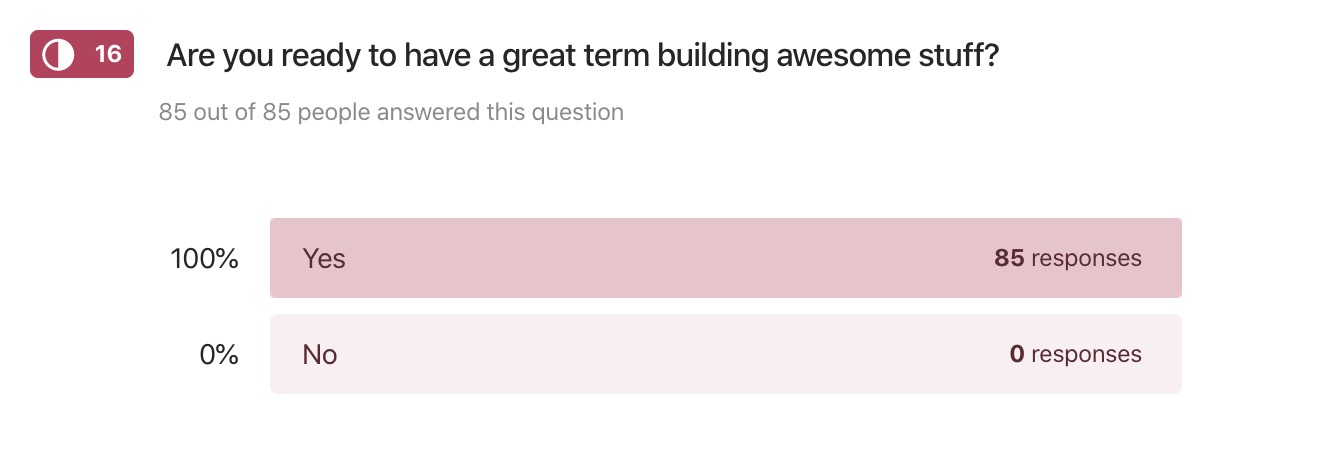 16 Are you ready to have a great term building awesome stuff?
85 out of 85 people answered this question
100% Yes 85 responses
0% No 0 responses